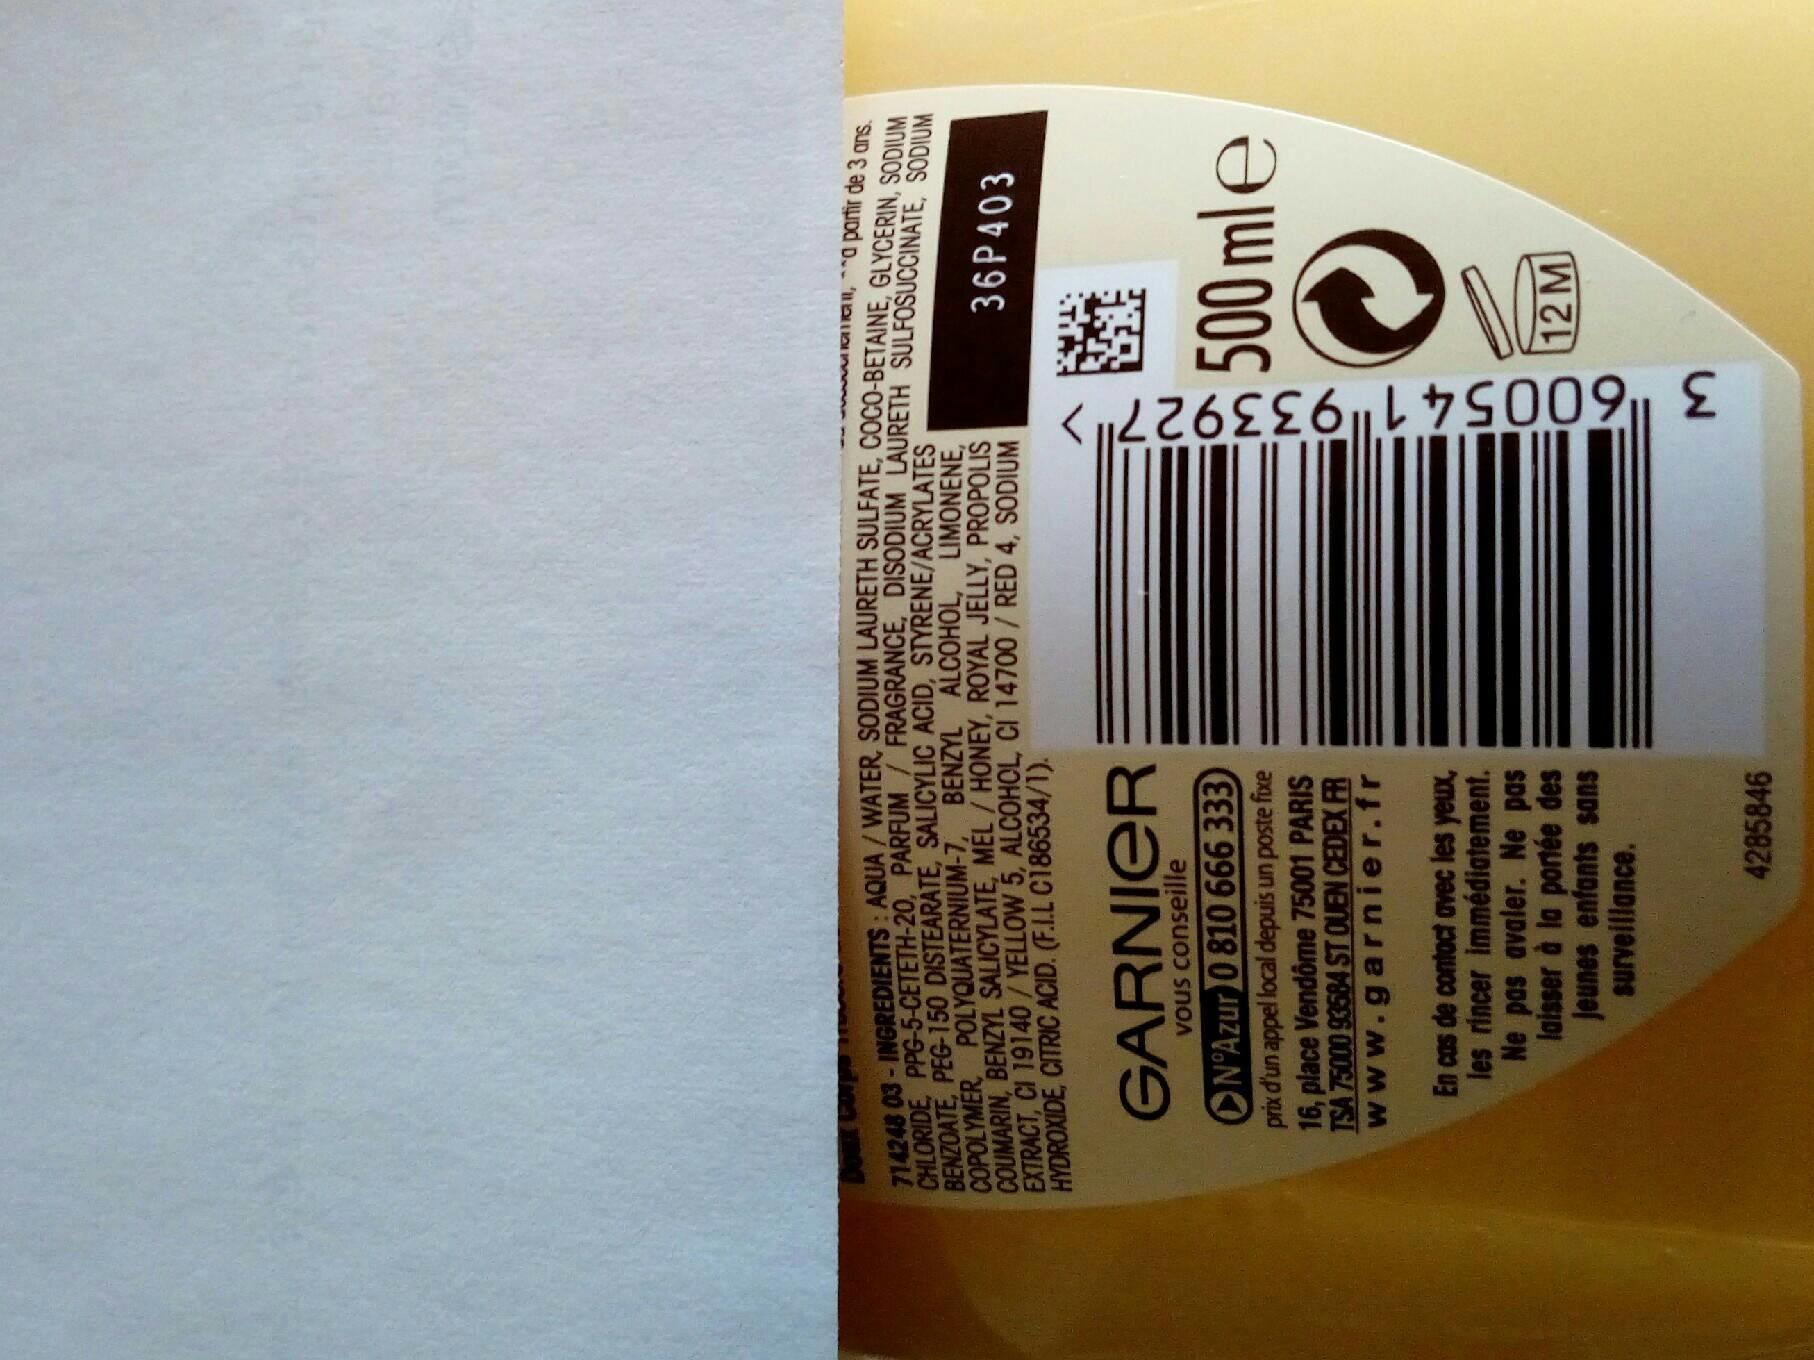 à partir de 3 ans.
714248 03 - INGREDIENTS : AQUA / WATER, SODIUM LAURETH SULFATE, COCO-BETAINE, GLYCERIN, SODIUM
CHLORIDE, PPG-5-CETETH-20, PARFUM / FRAGRANCE, DISODIUM LAURETH SULFOSUCCINATE, SODIUM
BENZOATE, PEG-150 DISTEARATE, SALICYLIC ACID, STYRENE/ACRYLATES
COPOLYMER, POLYQUATERNIUM-7, BENZYL ALCOHOL, LIMONENE,
COUMARIN, BENZYL SALICYLATE, MEL / HONEY, ROYAL JELLY, PROPOLIS
EXTRACT, CI 19140 / YELLOW 5, ALCOHOL, CI 14700 / RED 4, SODIUM
HYDROXIDE, CITRIC ACID. (F.I.L C186534/1).
36P403
GARNIER
vous conseille
N°Azur 0 810 666 333
prix d'un appel local depuis un poste fixe
16, place Vendôme 75001 PARIS
TSA 75000 93584 ST OUEN CEDEX FR
www.garnier.fr
En cas de contact avec les yeux,
les rincer immédiatement.
Ne pas avaler. Ne pas
laisser à la portée des
jeunes enfants sans
surveillance.
4285846
3 600541 933927 >
500 ml e
12 M